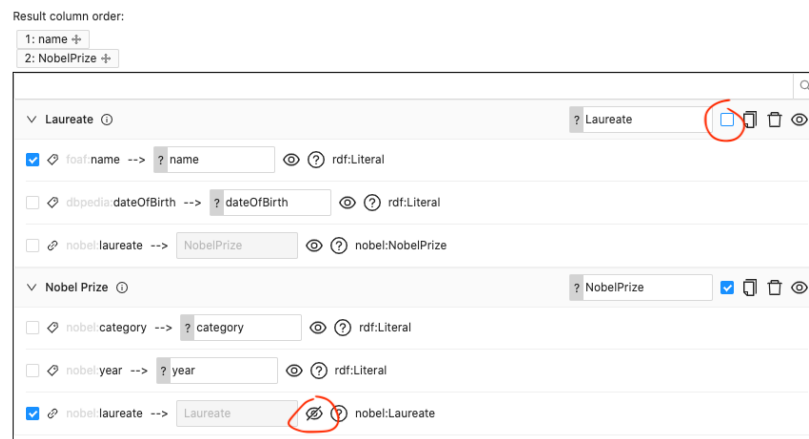 Result column order:
1: name
2: NobelPrize
Laureate ? Laureate
foaf:name --> ? name ? rdf:Literal
dbpedia:dateOfBirth --> ? dateOfBirth ? rdf:Literal
nobel:laureate --> NobelPrize ? nobel:NobelPrize
Nobel Prize ? NobelPrize
nobel:category --> ? category ? rdf:Literal
nobel:year --> ? year ? rdf:Literal
nobel:laureate --> Laureate ? nobel:Laureate